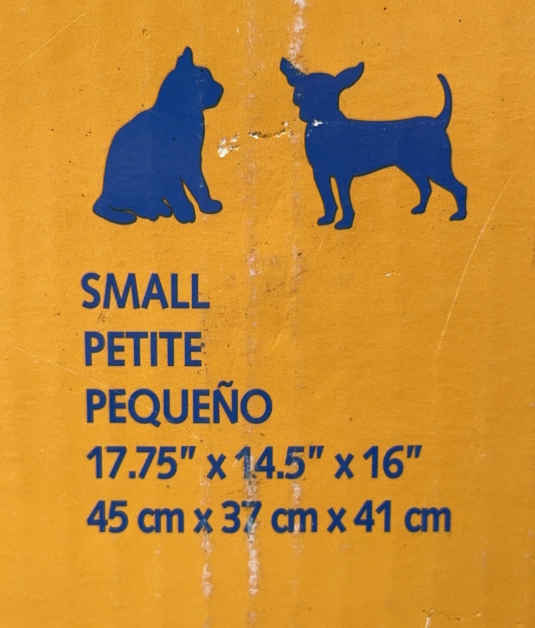 SMALL
PETITE
PEQUEÑO
17.75" x 14.5" x 16"
45 cm x 37 cm x 41 cm